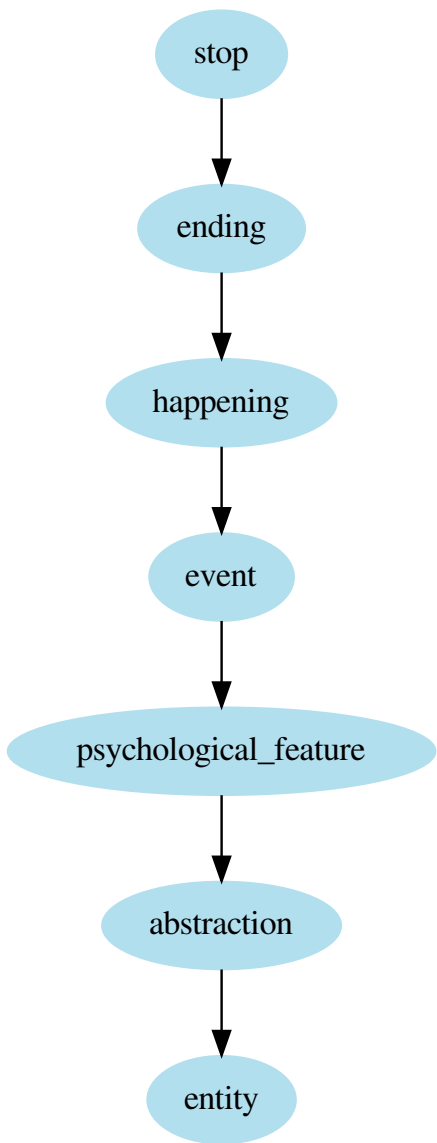 stop
ending
happening
event
psychological_feature
abstraction
entity